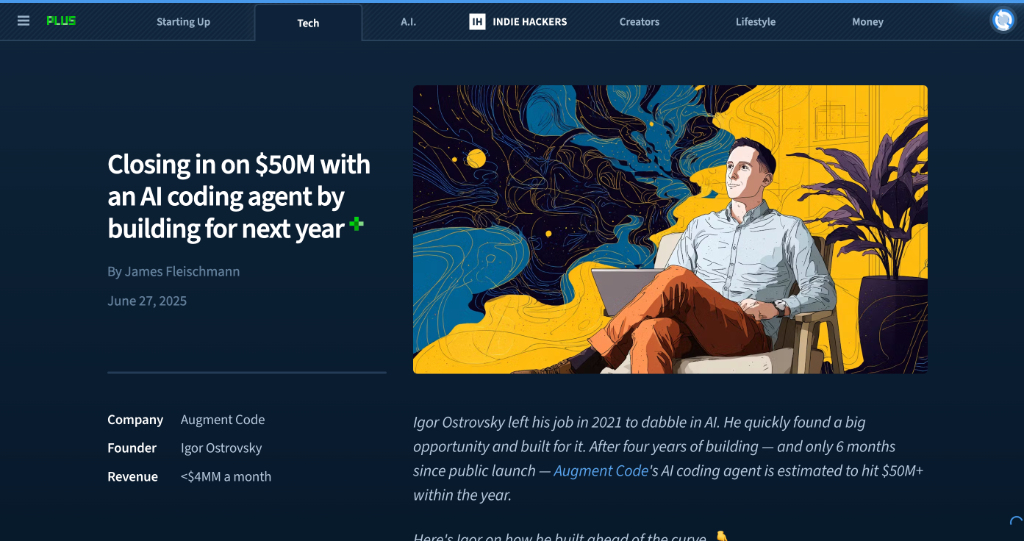 PLUS
Starting Up
Tech
A.I.
IH INDIE HACKERS
Creators
Lifestyle
Money
Closing in on $50M with
an AI coding agent by
building for next year
By James Fleischmann
June 27, 2025
Company Augment Code
Founder Igor Ostrovsky
Revenue <$4MM a month
Igor Ostrovsky left his job in 2021 to dabble in AI. He quickly found a big
opportunity and built for it. After four years of building — and only 6 months
since public launch — Augment Code's AI coding agent is estimated to hit $50M+
within the year.
Here's Igor on how he built ahead of the curve. 👇